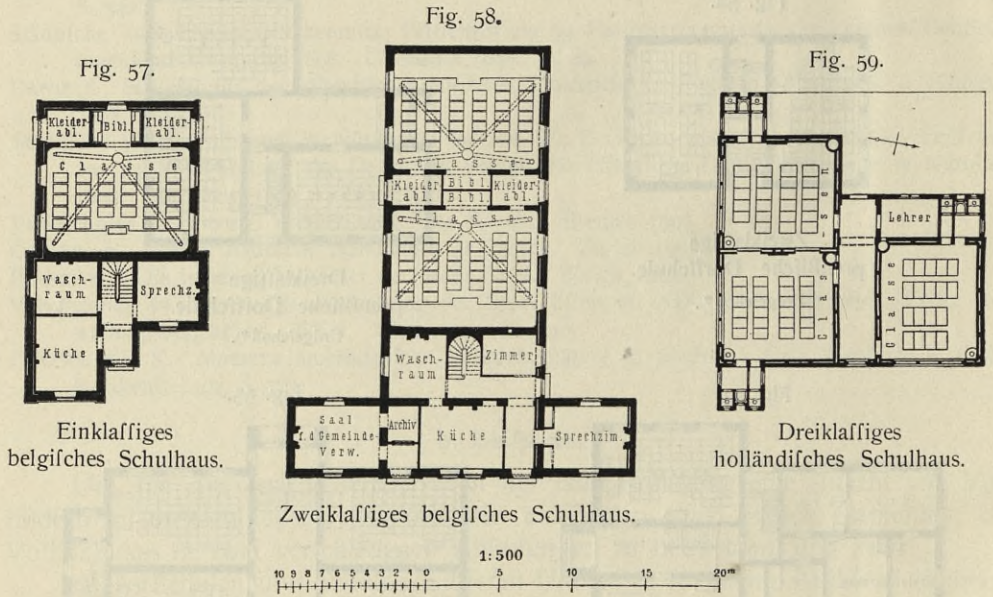 Fig. 57.
Kleider
abl.
Bibl.
Kleider
abl.
Classe
Wasch-
raum
Sprechz.
Küche
Einklaſſiges
belgiſches Schulhaus.
Fig. 58.
Classe
Kleider
abl.
Bibl.
Bibl.
Kleider
abl.
Classe
Wasch-
raum
Zimmer
Saal
f. d Gemeinde-
Verw.
Archiv
Küche
Sprechzim.
Zweiklaſſiges belgiſches Schulhaus.
Fig. 59.
Classen
Lehrer
Classe
Dreiklaſſiges
holländiſches Schulhaus.
1:500
10 9 8 7 6 5 4 3 2 1 0 5 10 15 20m